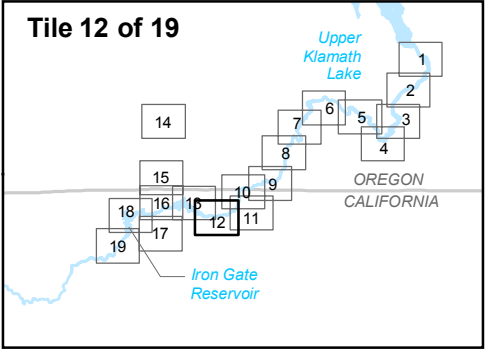 Tile 12 of 19
Upper
Klamath
Lake
1
2
3
4
5
6
7
8
9
10
11
12
13
14
15
16
17
18
19
OREGON
CALIFORNIA
Iron Gate
Reservoir